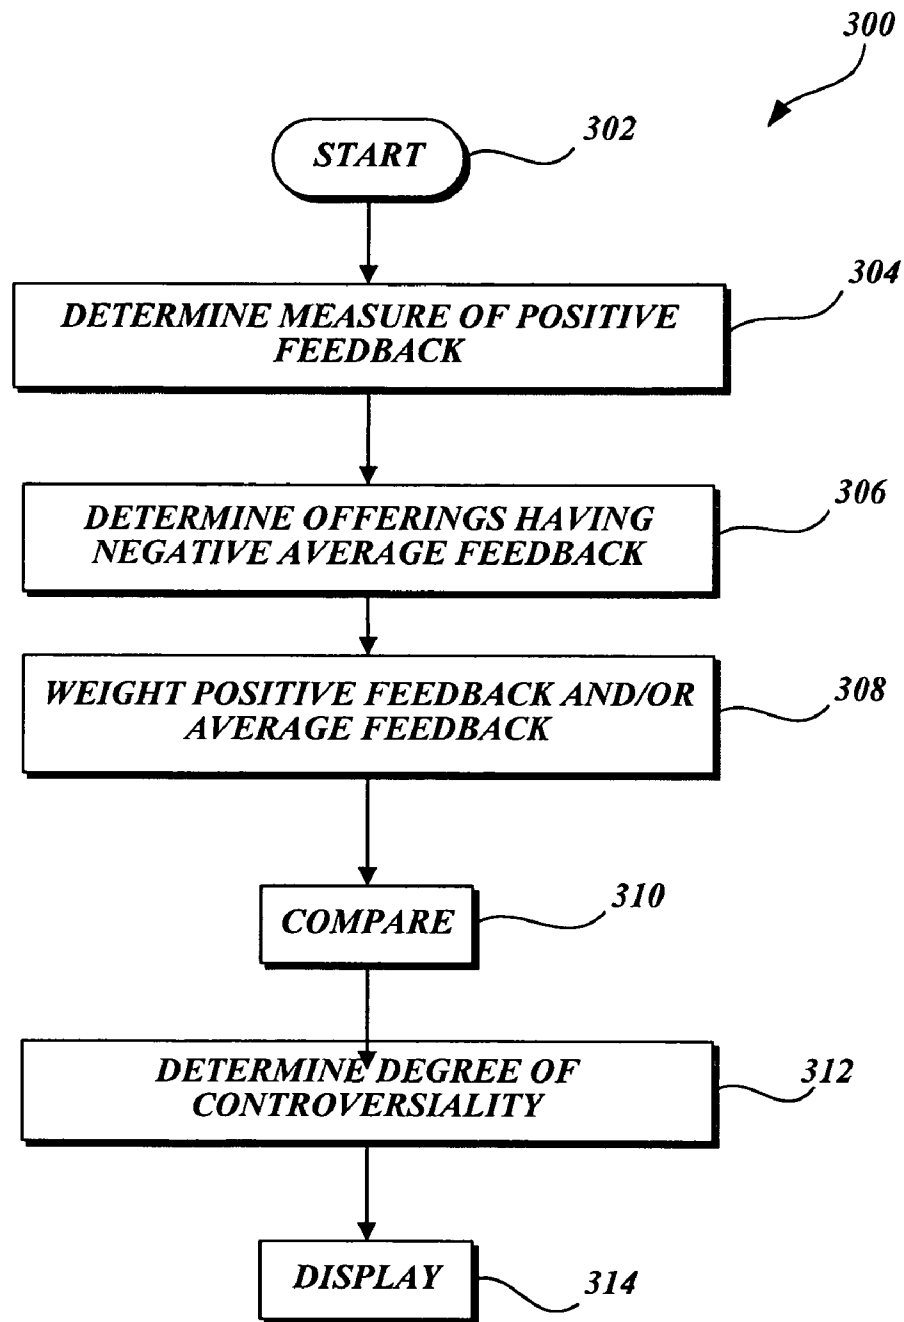 300
START
302
DETERMINE MEASURE OF POSITIVE
FEEDBACK
304
DETERMINE OFFERINGS HAVING
NEGATIVE AVERAGE FEEDBACK
306
WEIGHT POSITIVE FEEDBACK AND/OR
AVERAGE FEEDBACK
308
COMPARE
310
DETERMINE DEGREE OF
CONTROVERSIALITY
312
DISPLAY
314